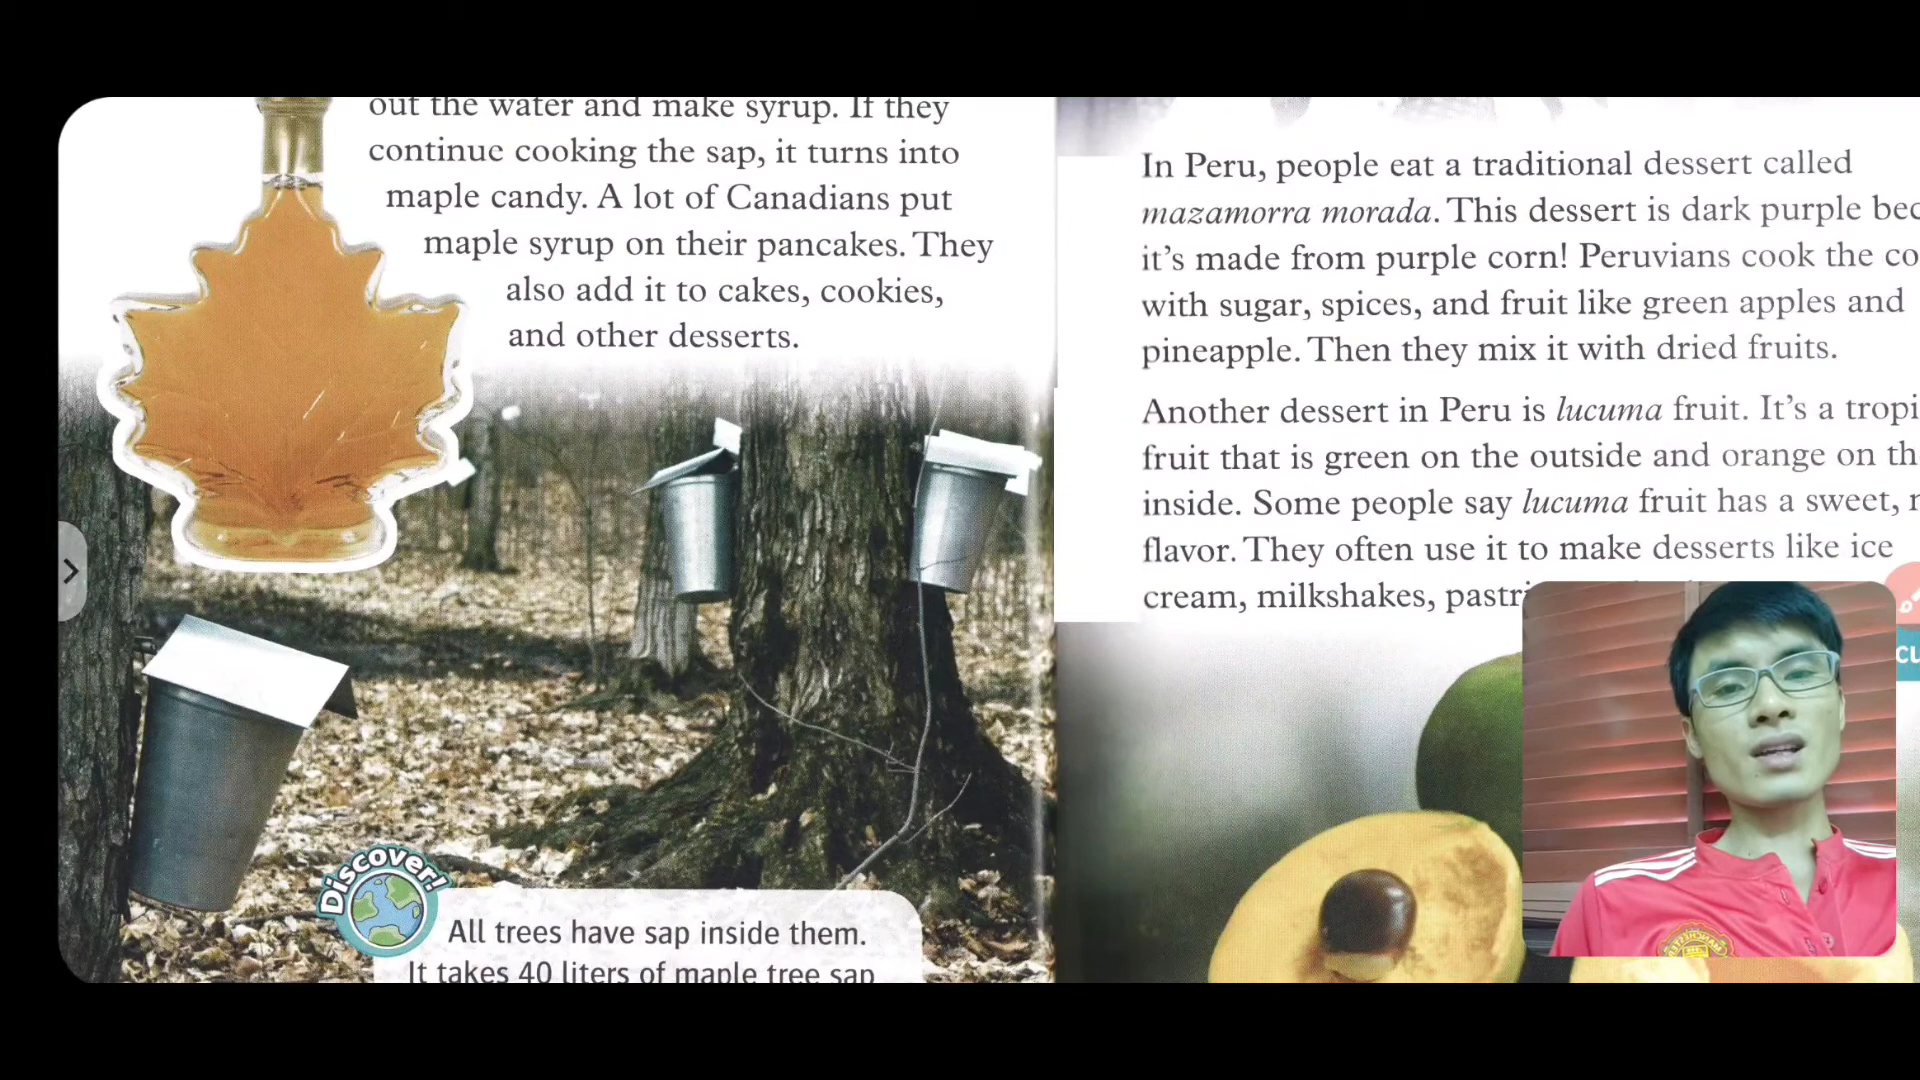 out the water and make syrup. If they
continue cooking the sap, it turns into
maple candy. A lot of Canadians put
maple syrup on their pancakes. They
also add it to cakes, cookies,
and other desserts.
Discover!
All trees have sap inside them.
It takes 40 liters of maple tree sap
In Peru, people eat a traditional dessert called
mazamorra morada. This dessert is dark purple bec
it's made from purple corn! Peruvians cook the co
with sugar, spices, and fruit like green apples and
pineapple. Then they mix it with dried fruits.
Another dessert in Peru is lucuma fruit. It's a tropi
fruit that is green on the outside and orange on th
inside. Some people say lucuma fruit has a sweet,
flavor. They often use it to make desserts like ice
cream, milkshakes, pastri